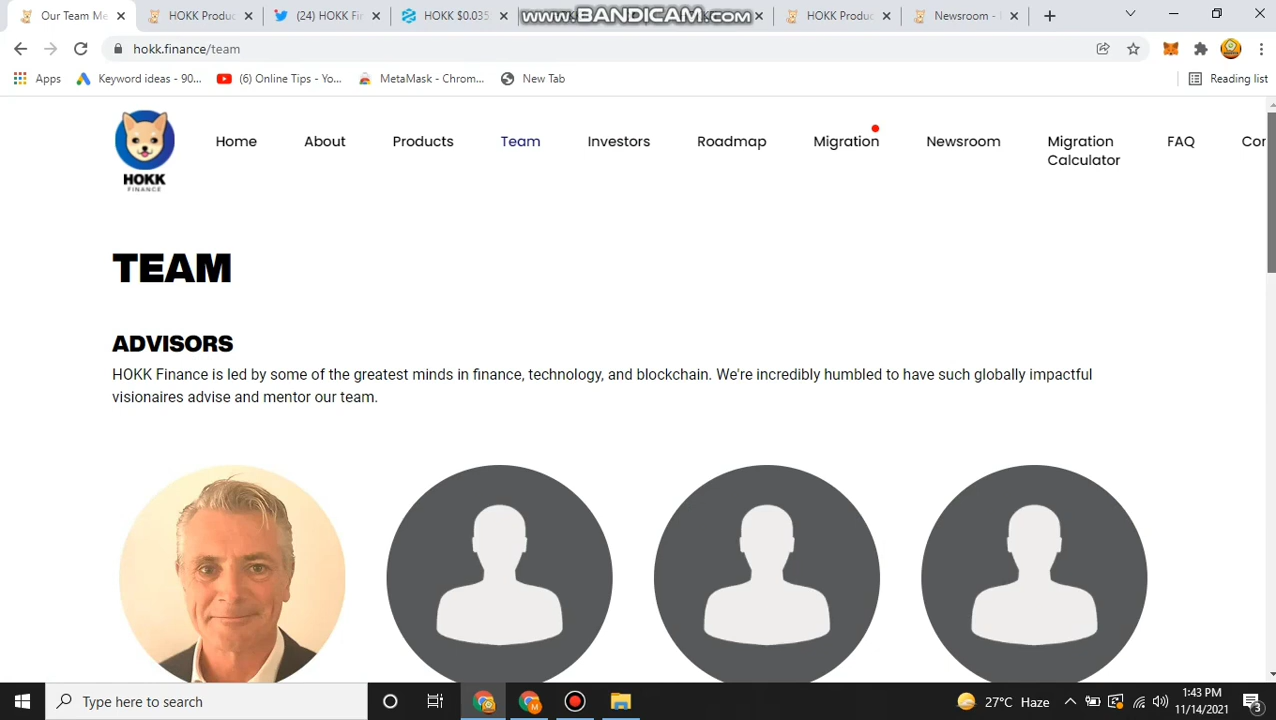 Our Team Me
HOKK Produc
(24) HOKK Fi
HOKK $0.035
www.BANDICAM.com
HOKK Produc
Newsroom -
hokk.finance/team
Apps
Keyword ideas - 90...
(6) Online Tips - Yo...
MetaMask - Chrom...
New Tab
Reading list
HOKK
FINANCE
Home
About
Products
Team
Investors
Roadmap
Migration
Newsroom
Migration
Calculator
FAQ
Cor
TEAM
ADVISORS
HOKK Finance is led by some of the greatest minds in finance, technology, and blockchain. We're incredibly humbled to have such globally impactful
visionaires advise and mentor our team.
Type here to search
27°C Haze
1:43 PM
11/14/2021
3